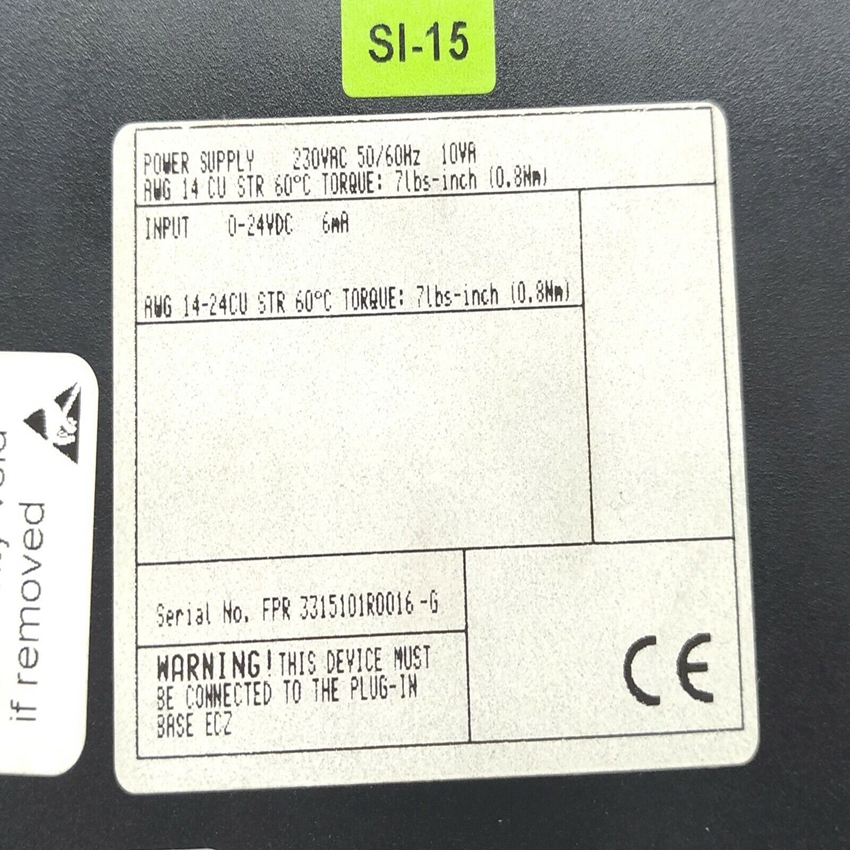 SI-15
POWER SUPPLY 230VAC 50/60Hz 10VA
AWG 14 CU STR 60°C TORQUE: 7lbs-inch (0.8Nm)
INPUT 0-24VDC 6mA
AWG 14-24CU STR 60°C TORQUE: 7lbs-inch (0.8Nm)
Serial No. FPR 3315101R0016 -G
WARNING! THIS DEVICE MUST
BE CONNECTED TO THE PLUG-IN
BASE ECZ
CE
if removed